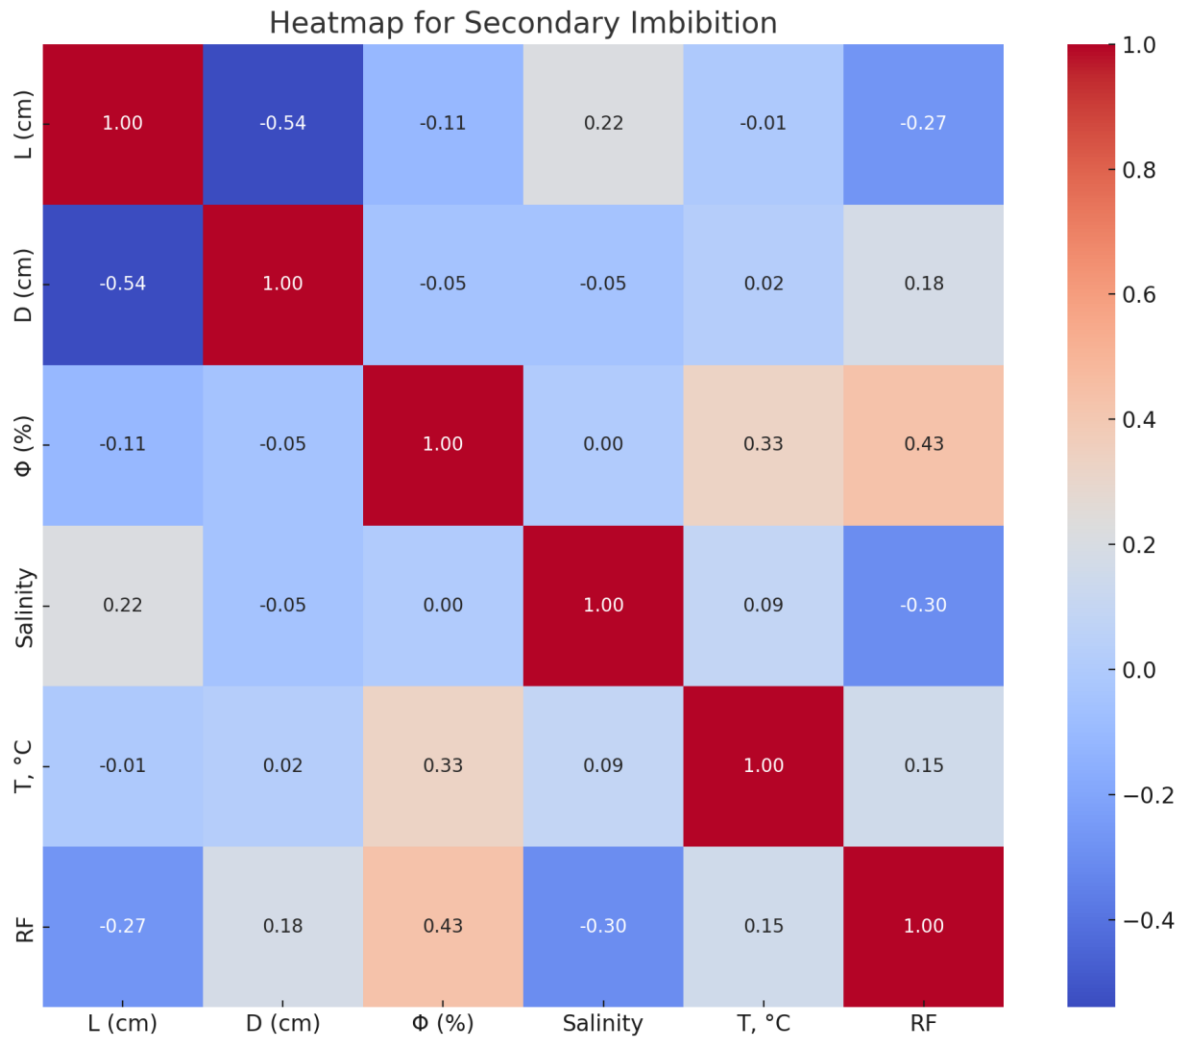 Heatmap for Secondary Imbibition
L (cm) 1.00 -0.54 -0.11 0.22 -0.01 -0.27
D (cm) -0.54 1.00 -0.05 -0.05 0.02 0.18
Φ (%) -0.11 -0.05 1.00 0.00 0.33 0.43
Salinity 0.22 -0.05 0.00 1.00 0.09 -0.30
T, °C -0.01 0.02 0.33 0.09 1.00 0.15
RF -0.27 0.18 0.43 -0.30 0.15 1.00
L (cm) D (cm) Φ (%) Salinity T, °C RF
1.0
0.8
0.6
0.4
0.2
0.0
−0.2
−0.4